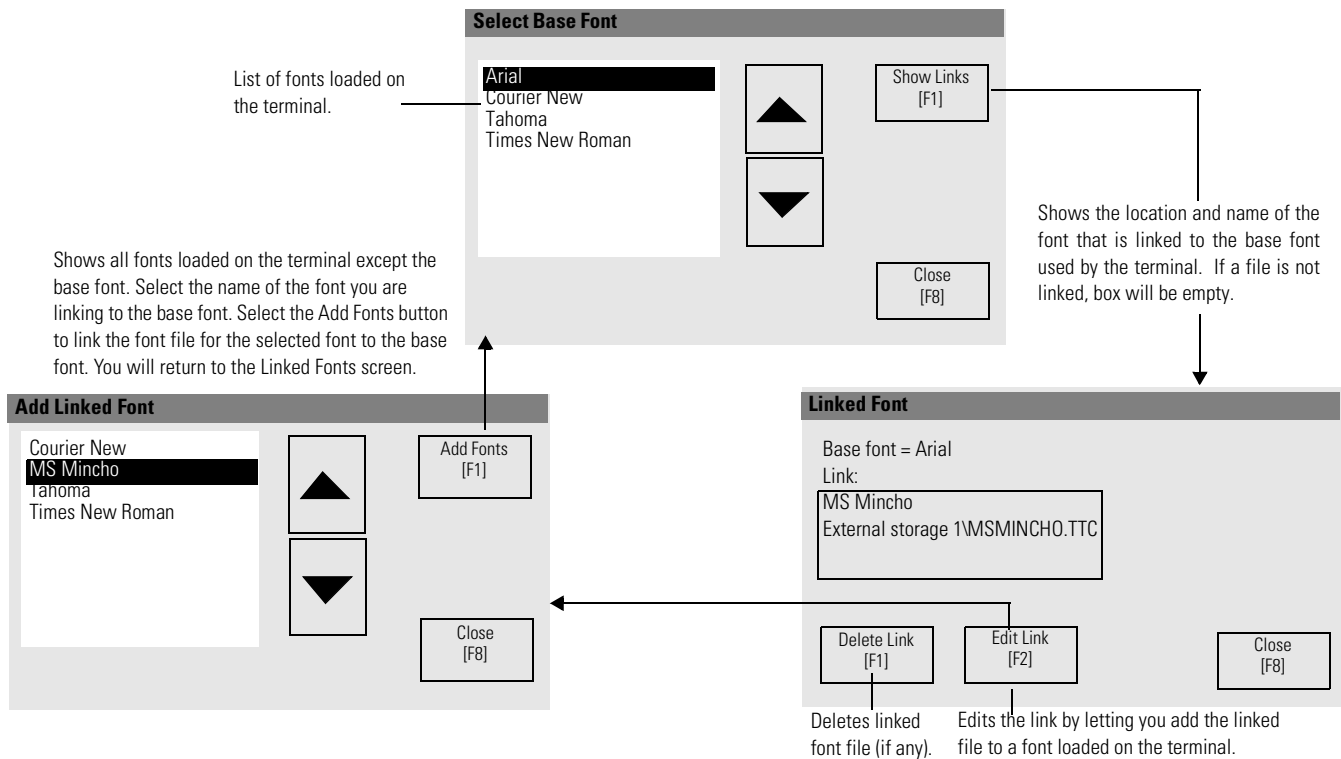 Select Base Font
List of fonts loaded on
the terminal.
Arial
Courier New
Tahoma
Times New Roman
Show Links
[F1]
Close
[F8]
Shows the location and name of the
font that is linked to the base font
used by the terminal. If a file is not
linked, box will be empty.
Shows all fonts loaded on the terminal except the
base font. Select the name of the font you are
linking to the base font. Select the Add Fonts button
to link the font file for the selected font to the base
font. You will return to the Linked Fonts screen.
Add Linked Font
Courier New
MS Mincho
Tahoma
Times New Roman
Add Fonts
[F1]
Close
[F8]
Linked Font
Base font = Arial
Link:
MS Mincho
External storage 1\MSMINCHO.TTC
Delete Link
[F1]
Edit Link
[F2]
Close
[F8]
Deletes linked
font file (if any).
Edits the link by letting you add the linked
file to a font loaded on the terminal.